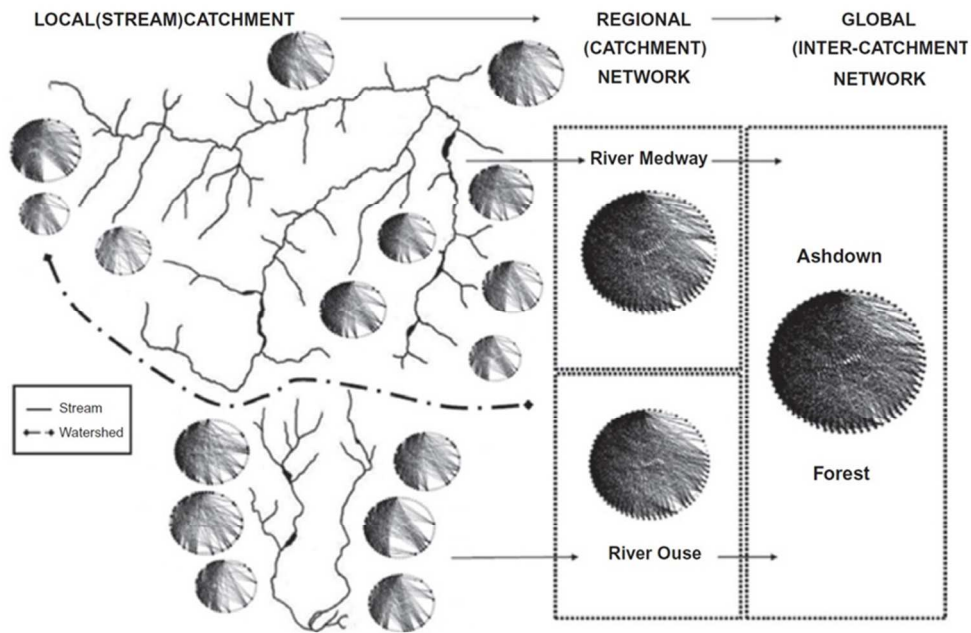 LOCAL(STREAM)CATCHMENT
REGIONAL
(CATCHMENT)
NETWORK
GLOBAL
(INTER-CATCHMENT
NETWORK
River Medway
Ashdown
Forest
River Ouse
Stream
Watershed